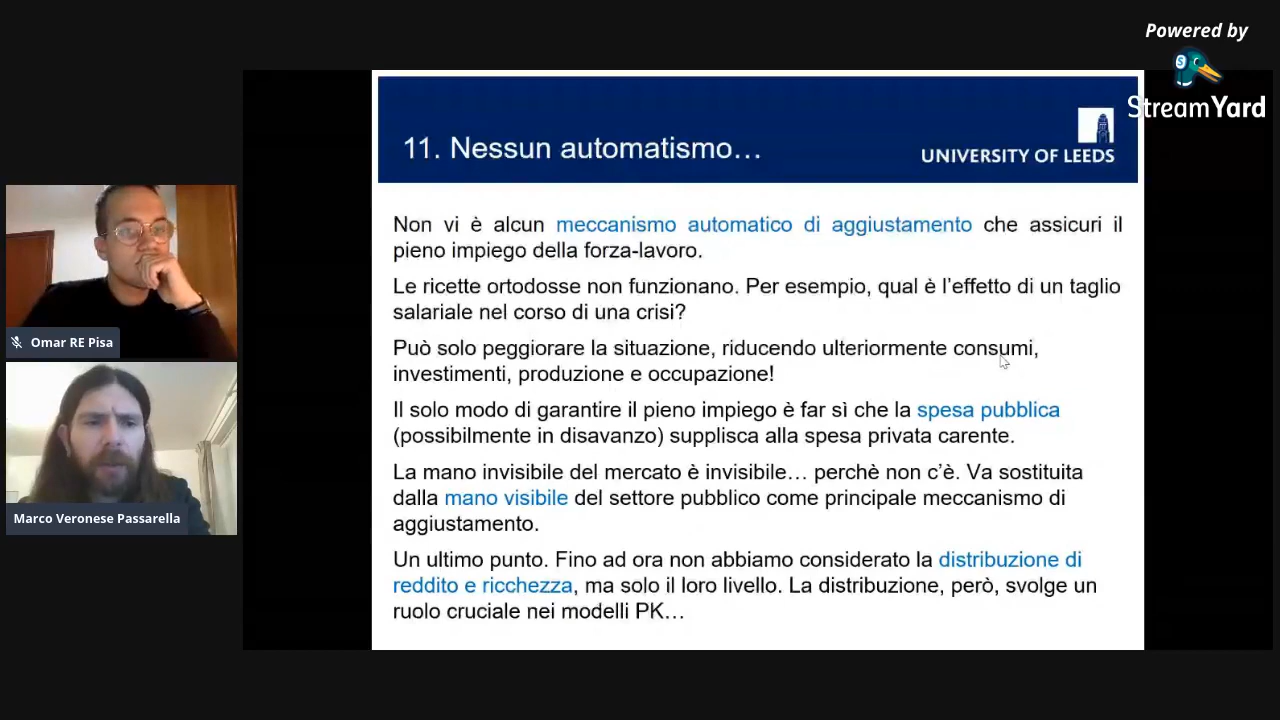 Powered by
StreamYard
11. Nessun automatismo…
UNIVERSITY OF LEEDS
Non vi è alcun meccanismo automatico di aggiustamento che assicuri il
pieno impiego della forza-lavoro.
Le ricette ortodosse non funzionano. Per esempio, qual è l'effetto di un taglio
salariale nel corso di una crisi?
Può solo peggiorare la situazione, riducendo ulteriormente consumi,
investimenti, produzione e occupazione!
Il solo modo di garantire il pieno impiego è far sì che la spesa pubblica
(possibilmente in disavanzo) supplisca alla spesa privata carente.
La mano invisibile del mercato è invisibile… perchè non c'è. Va sostituita
dalla mano visibile del settore pubblico come principale meccanismo di
aggiustamento.
Un ultimo punto. Fino ad ora non abbiamo considerato la distribuzione di
reddito e ricchezza, ma solo il loro livello. La distribuzione, però, svolge un
ruolo cruciale nei modelli PK…
Omar RE Pisa
Marco Veronese Passarella